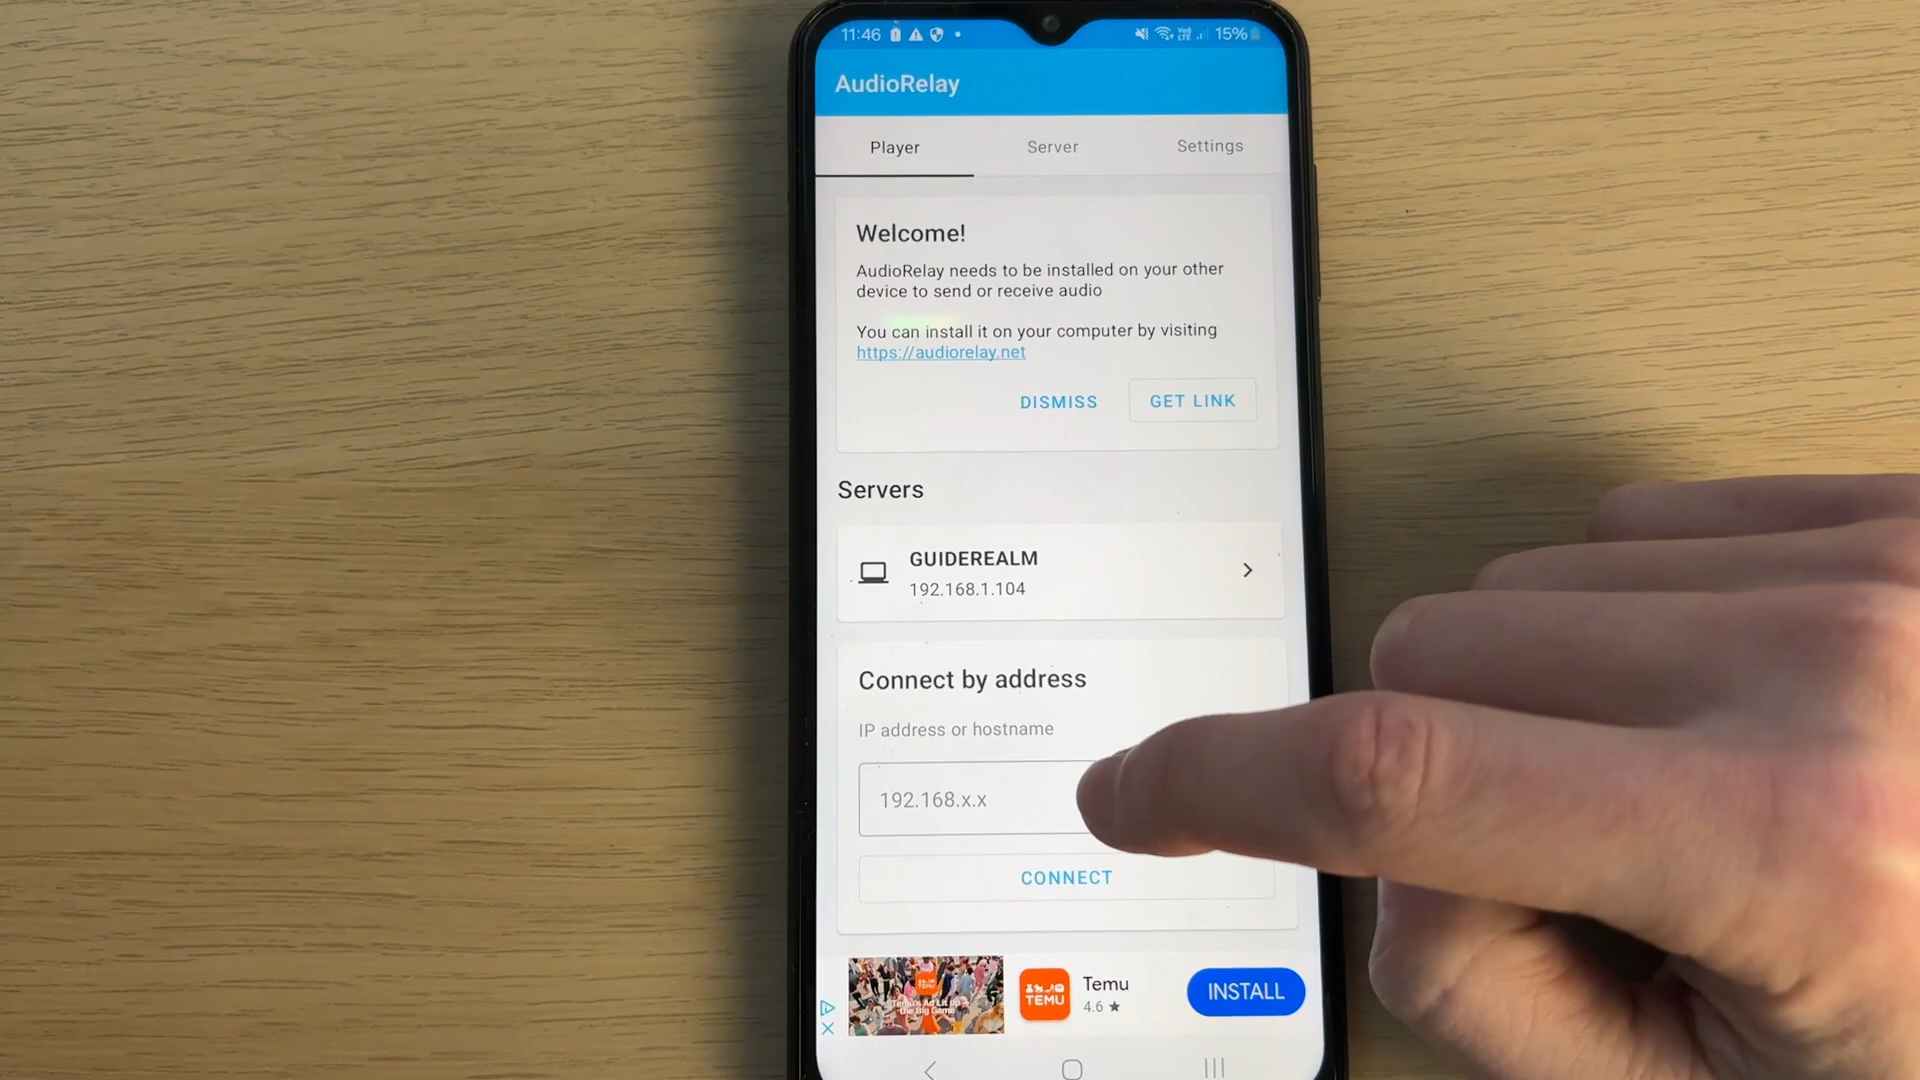 11:46
15%
AudioRelay
Player
Server
Settings
Welcome!
AudioRelay needs to be installed on your other
device to send or receive audio
You can install it on your computer by visiting
https://audiorelay.net
DISMISS
GET LINK
Servers
GUIDEREALM
192.168.1.104
Connect by address
IP address or hostname
192.168.x.x
CONNECT
TEMU
Temu
4.6 ★
INSTALL